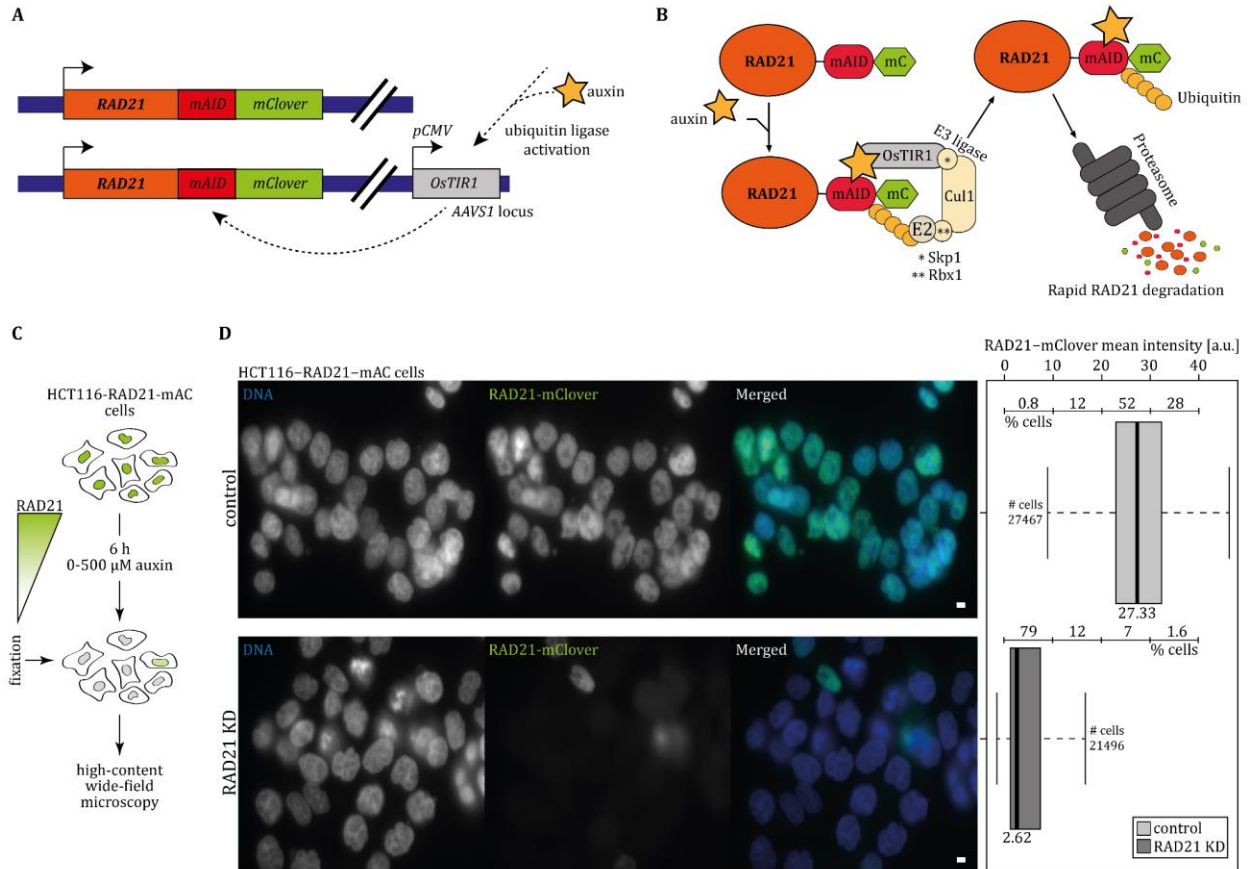 A
RAD21 mAID mClover
auxin
ubiquitin ligase
activation
pCMV
RAD21 mAID mClover
OsTIR1
AAVS1 locus
B
RAD21 mAID mC
auxin
RAD21 mAID mC
OsTIR1 * E3 ligase
Cul1
E2 **
* Skp1
** Rbx1
RAD21 mAID mC
Ubiquitin
Proteasome
Rapid RAD21 degradation
C
HCT116-RAD21-mAC
cells
RAD21
6 h
0-500 µM auxin
fixation
high-content
wide-field
microscopy
D
HCT116–RAD21–mAC cells
control
DNA RAD21-mClover Merged
RAD21 KD
DNA RAD21-mClover Merged
RAD21–mClover mean intensity [a.u.]
0 10 20 30 40
0.8 12 52 28
% cells
# cells
27467
27.33
79 12 7 1.6
% cells
# cells
21496
2.62
control
RAD21 KD